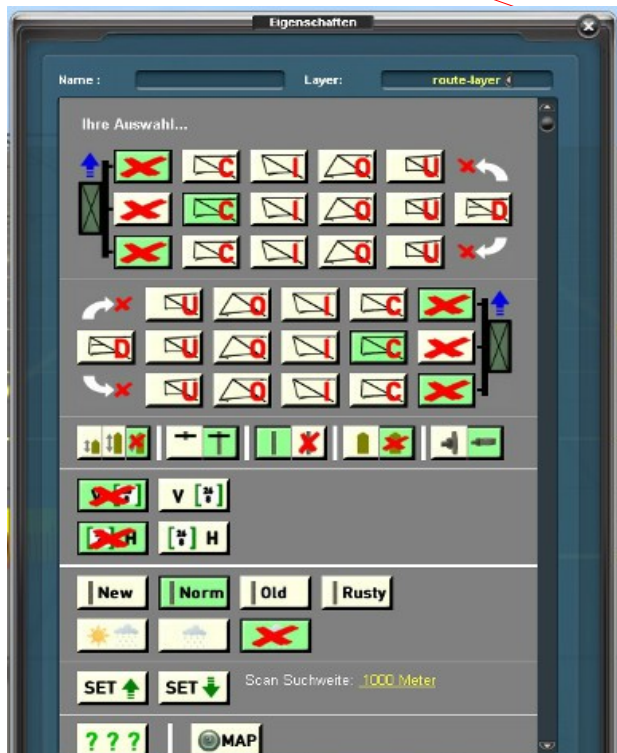 Eigenschaften
Name :
Layer: route-layer
Ihre Auswahl...
C I Q U
C I Q U D
C I Q U
U Q I C
D U Q I C
U Q I C
V [ ]
H [ ] H
New Norm Old Rusty
SET SET Scan Suchweite: 1000 Meter
? ? ? MAP